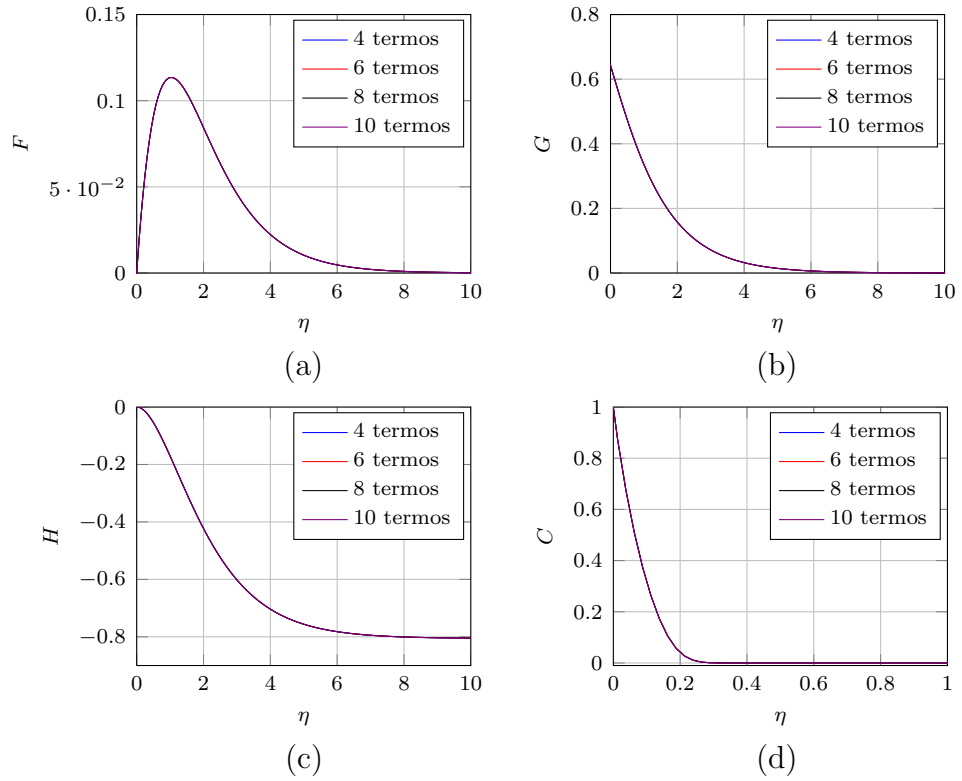 0.15
0.1
5 · 10⁻²
0
F
4 termos
6 termos
8 termos
10 termos
0 2 4 6 8 10
η
(a)
0.8
0.6
0.4
0.2
0
G
4 termos
6 termos
8 termos
10 termos
0 2 4 6 8 10
η
(b)
0
−0.2
−0.4
−0.6
−0.8
H
4 termos
6 termos
8 termos
10 termos
0 2 4 6 8 10
η
(c)
1
0.8
0.6
0.4
0.2
0
C
4 termos
6 termos
8 termos
10 termos
0 0.2 0.4 0.6 0.8 1
η
(d)